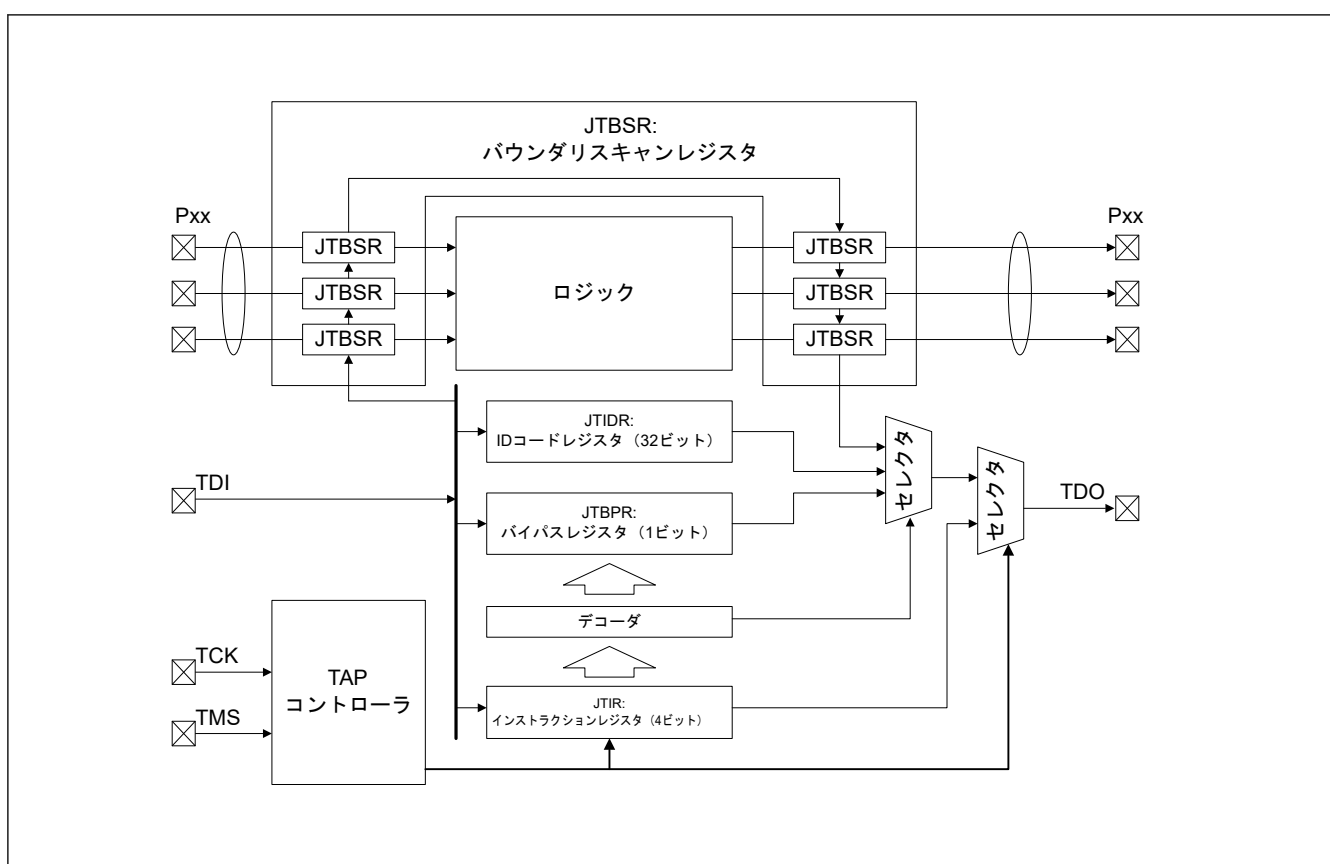 JTBSR:
バウンダリスキャンレジスタ
Pxx
Pxx
JTBSR
JTBSR
JTBSR
ロジック
JTBSR
JTBSR
JTBSR
JTIDR:
IDコードレジスタ（32ビット）
セレクタ
セレクタ
TDI
TDO
JTBPR:
バイパスレジスタ（1ビット）
デコーダ
TCK
TMS
TAP
コントローラ
JTIR:
インストラクションレジスタ（4ビット）